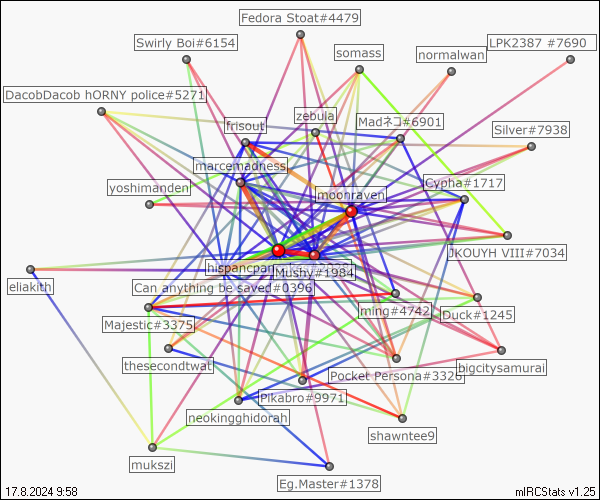 Fedora Stoat#4479
Swirly Boi#6154
LPK2387 #7690
somass
normalwan
DacobDacob hORNY police#5271
zebula
Madネコ#6901
frisout
Silver#7938
marcemadness
Cypha#1717
yoshimanden
moonraven
JKOUYH VIII#7034
hispancpan
Mushy#1984
eliakith
Can anything be saved#0396
ming#4742
Duck#1245
Majestic#3375
thesecondtwat
bigcitysamurai
Pocket Persona#3326
Pikabro#9971
neokingghidorah
shawntee9
mukszi
Eg.Master#1378
17.8.2024 9:58
mIRCStats v1.25